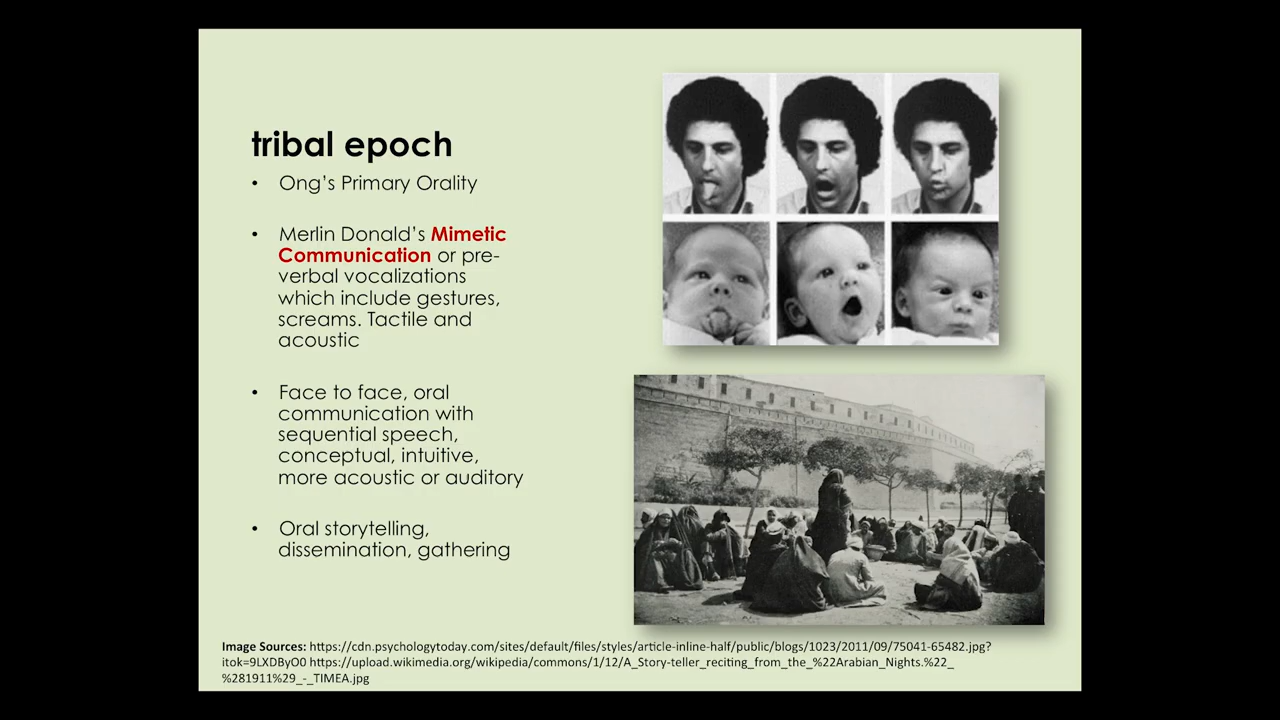 tribal epoch
• Ong's Primary Orality
• Merlin Donald's Mimetic
Communication or pre-
verbal vocalizations
which include gestures,
screams. Tactile and
acoustic
• Face to face, oral
communication with
sequential speech,
conceptual, intuitive,
more acoustic or auditory
• Oral storytelling,
dissemination, gathering
Image Sources: https://cdn.psychologytoday.com/sites/default/files/styles/article-inline-half/public/blogs/1023/2011/09/75041-65482.jpg?
itok=9LXDByO0 https://upload.wikimedia.org/wikipedia/commons/1/12/A_Story-teller_reciting_from_the_%22Arabian_Nights.%22_
%281911%29_-_TIMEA.jpg